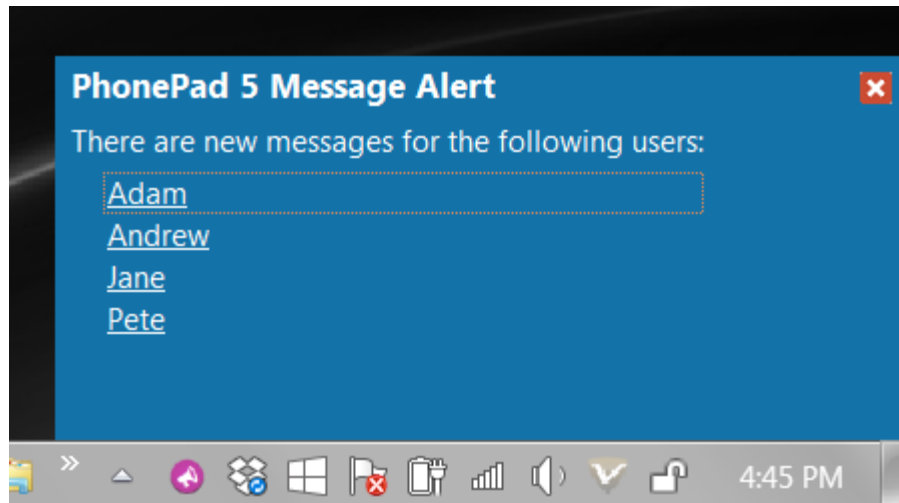 PhonePad 5 Message Alert
There are new messages for the following users:
Adam
Andrew
Jane
Pete
4:45 PM